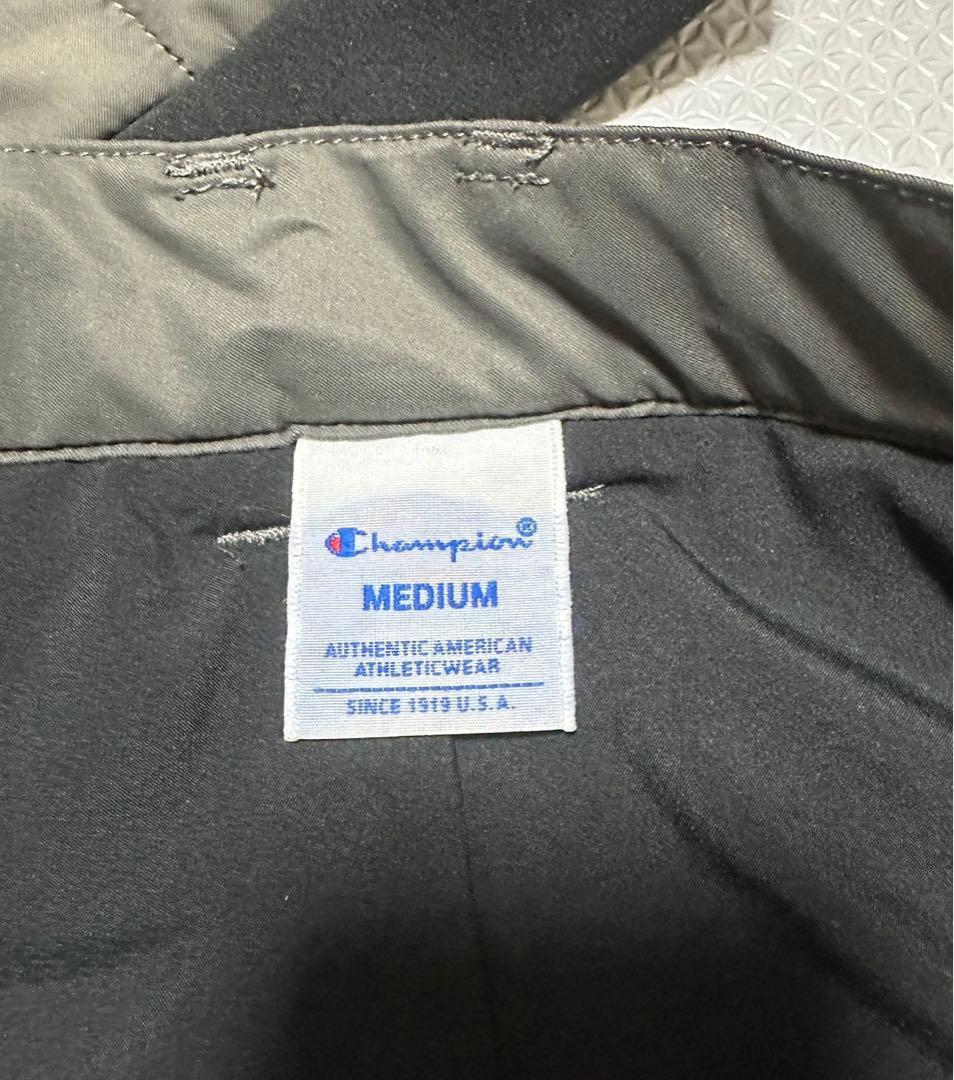 Champion®
MEDIUM
AUTHENTIC AMERICAN
ATHLETICWEAR
SINCE 1919 U.S.A.